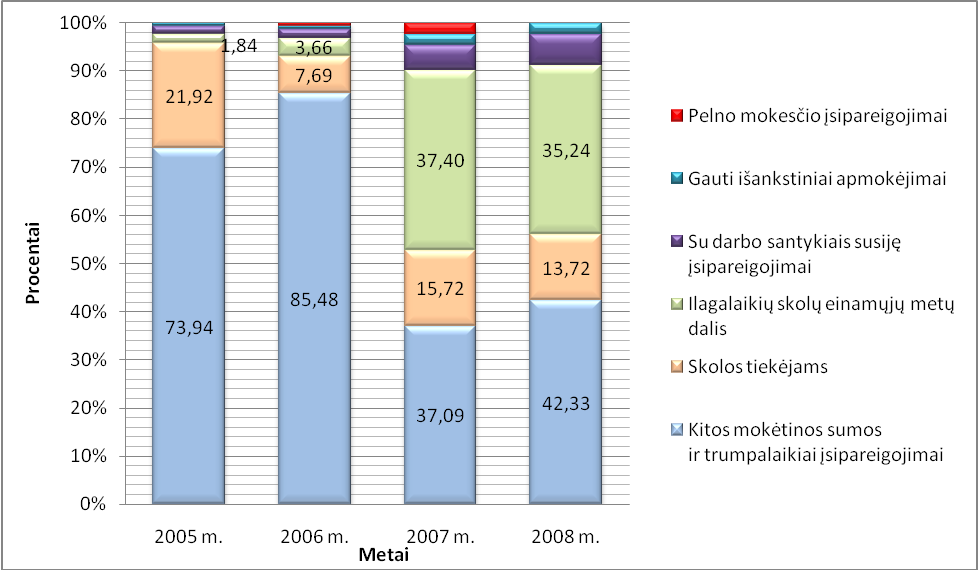 100%
90%
80%
70%
60%
50%
40%
30%
20%
10%
0%
Procentai
1,84
21,92
73,94
3,66
7,69
85,48
37,40
15,72
37,09
35,24
13,72
42,33
2005 m.
2006 m.
2007 m.
2008 m.
Metai
Pelno mokesčio įsipareigojimai
Gauti išankstiniai apmokėjimai
Su darbo santykiais susiję
įsipareigojimai
Ilagalaikių skolų einamųjų metų
dalis
Skolos tiekėjams
Kitos mokėtinos sumos
ir trumpalaikiai įsipareigojimai